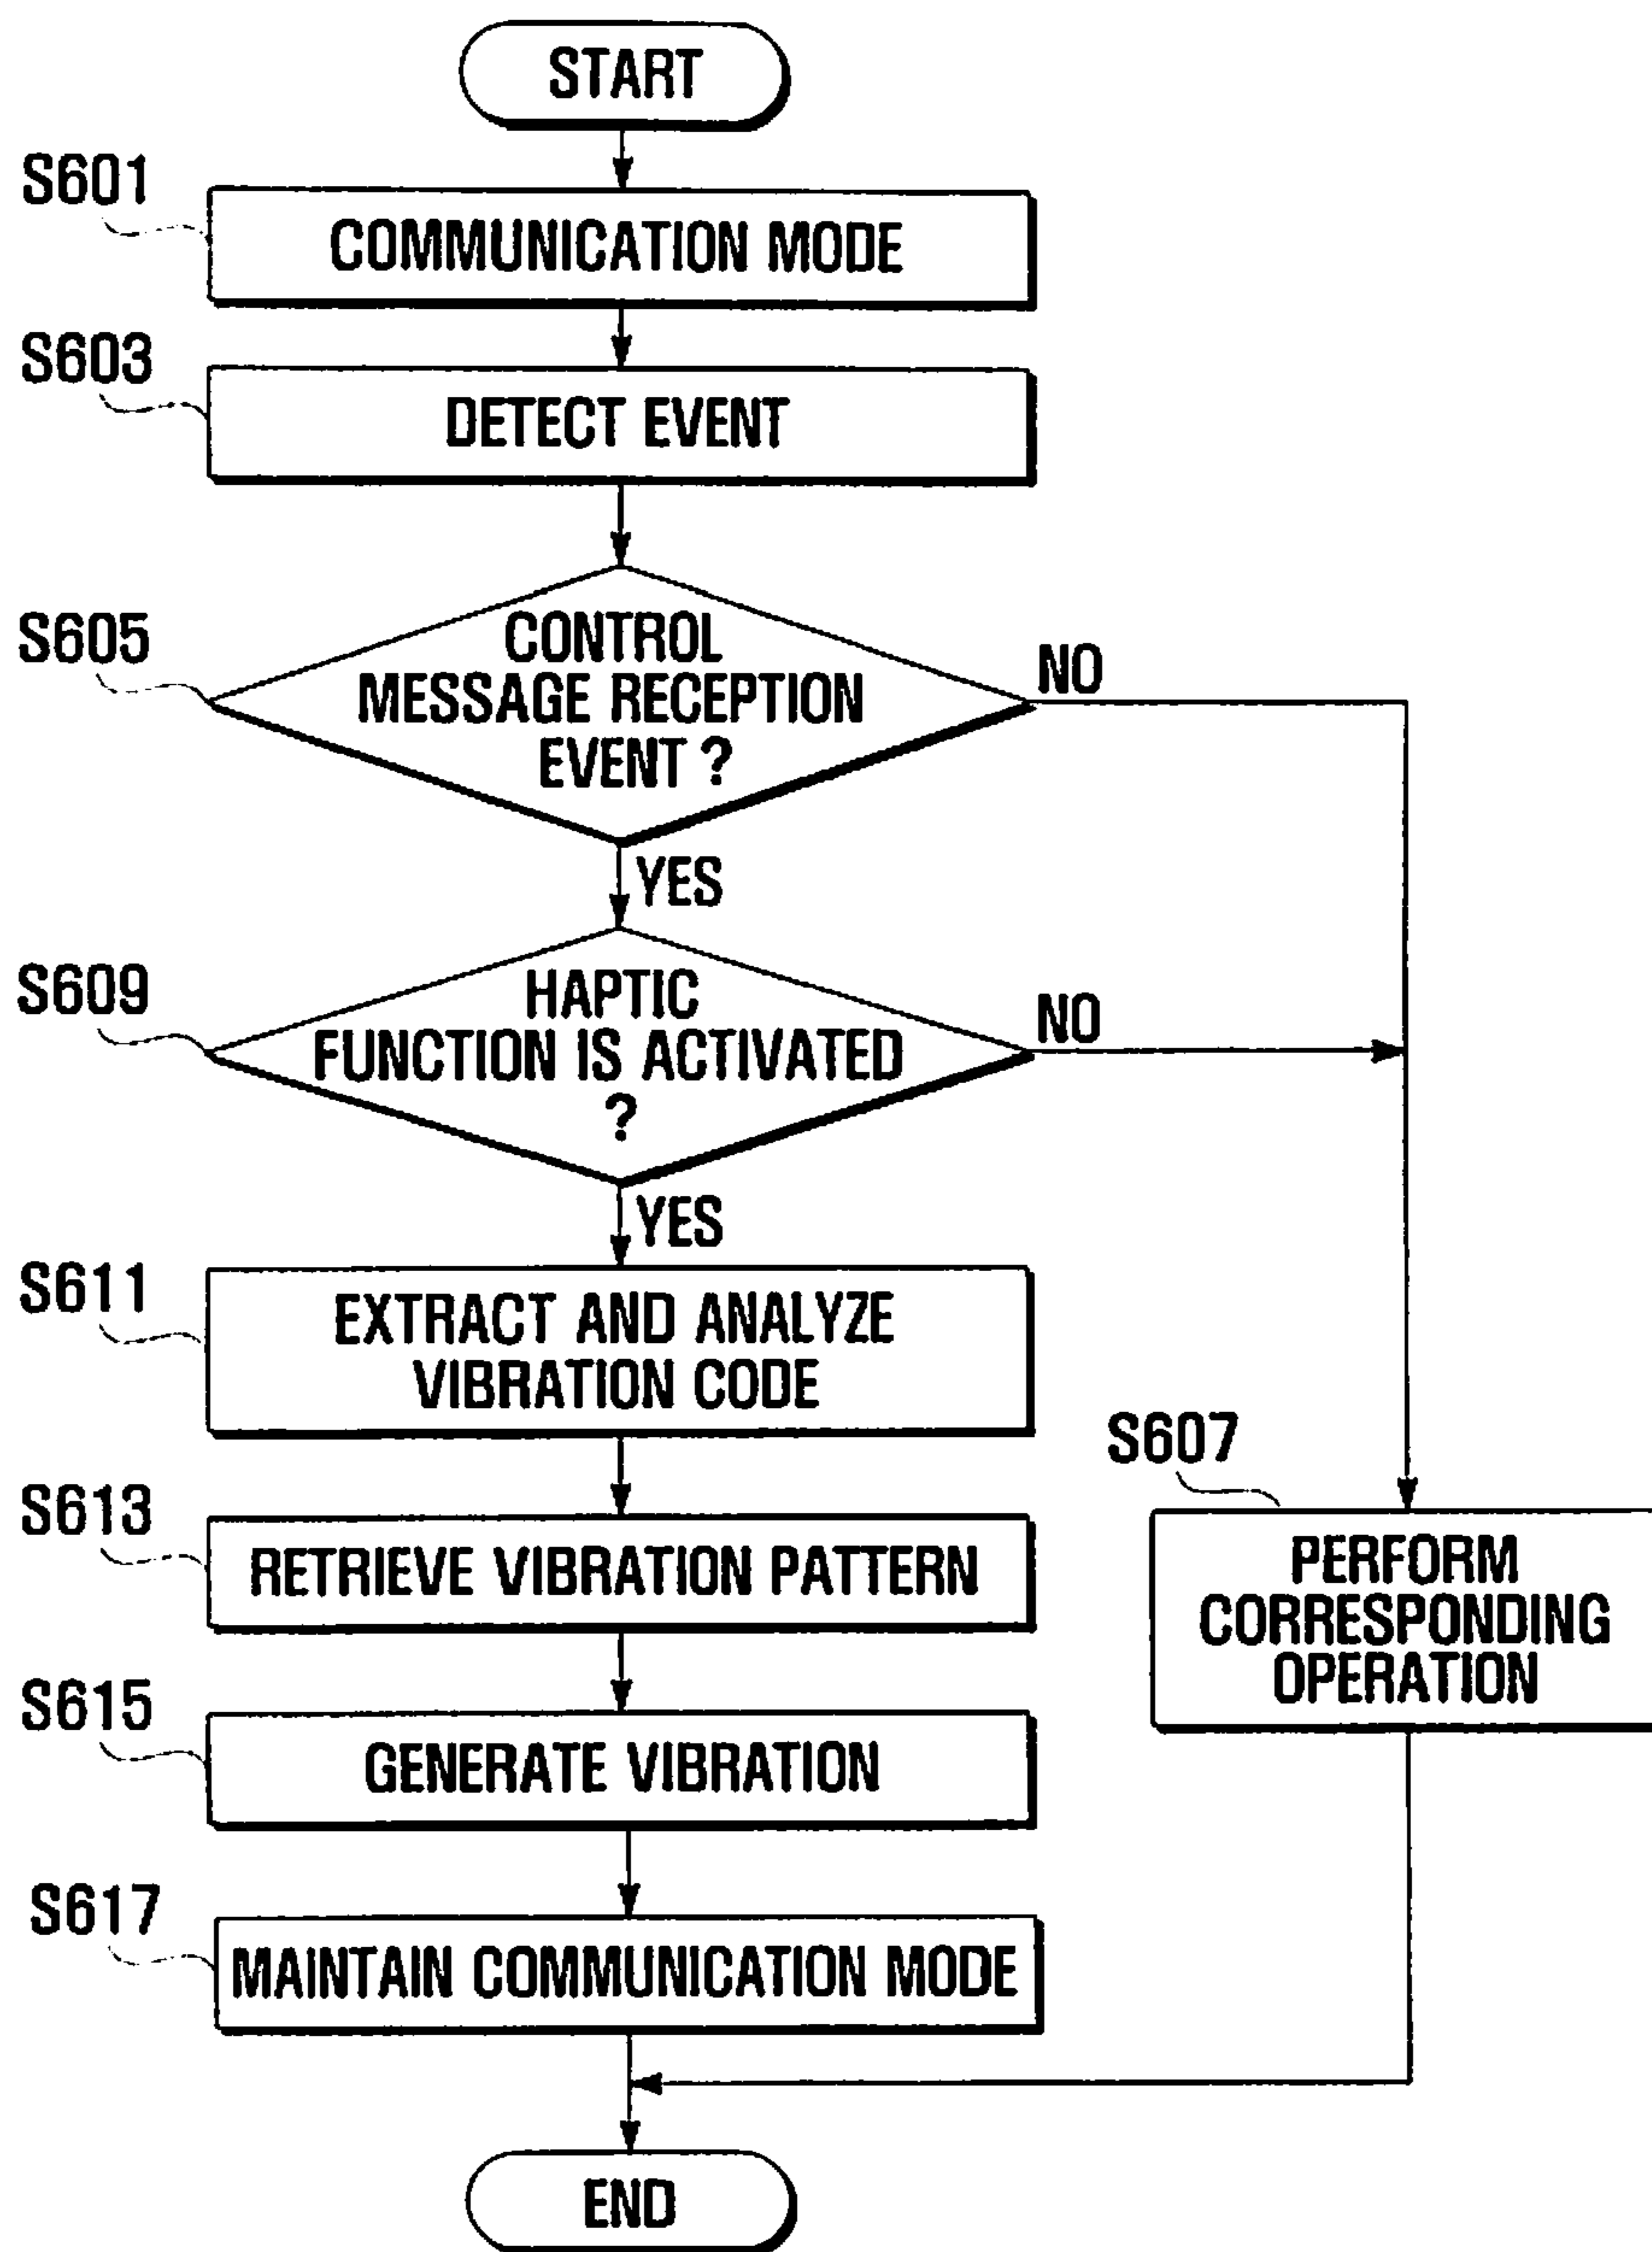 START
S601
COMMUNICATION MODE
S603
DETECT EVENT
S605
CONTROL
MESSAGE RECEPTION
EVENT ?
NO
YES
S609
HAPTIC
FUNCTION IS ACTIVATED
?
NO
YES
S611
EXTRACT AND ANALYZE
VIBRATION CODE
S607
PERFORM
CORRESPONDING
OPERATION
S613
RETRIEVE VIBRATION PATTERN
S615
GENERATE VIBRATION
S617
MAINTAIN COMMUNICATION MODE
END